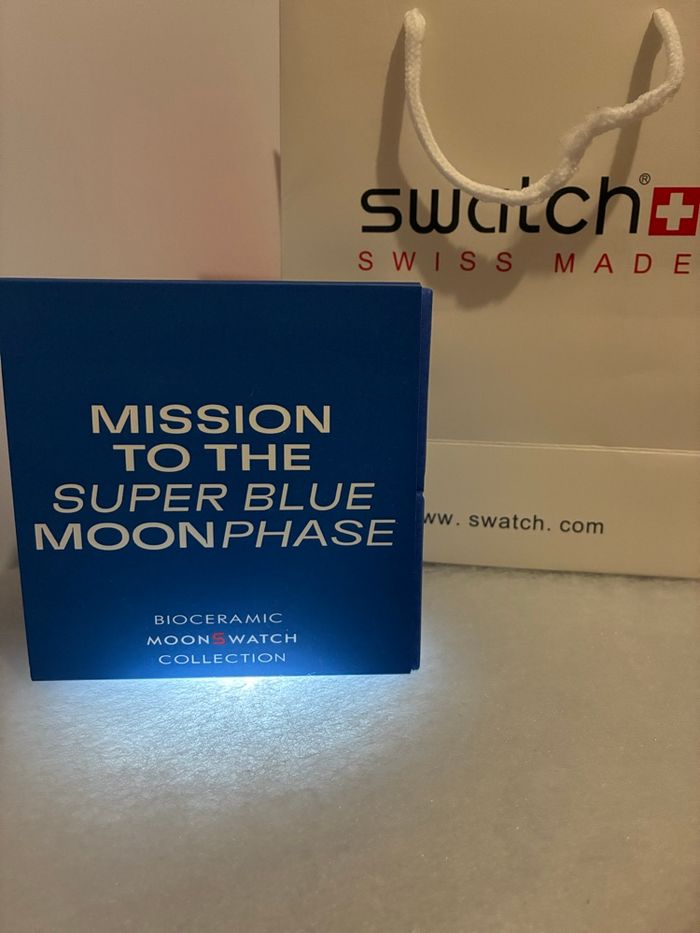 swatch®
SWISS MADE
MISSION
TO THE
SUPER BLUE
MOONPHASE
BIOCERAMIC
MOONSWATCH
COLLECTION
ww. swatch. com